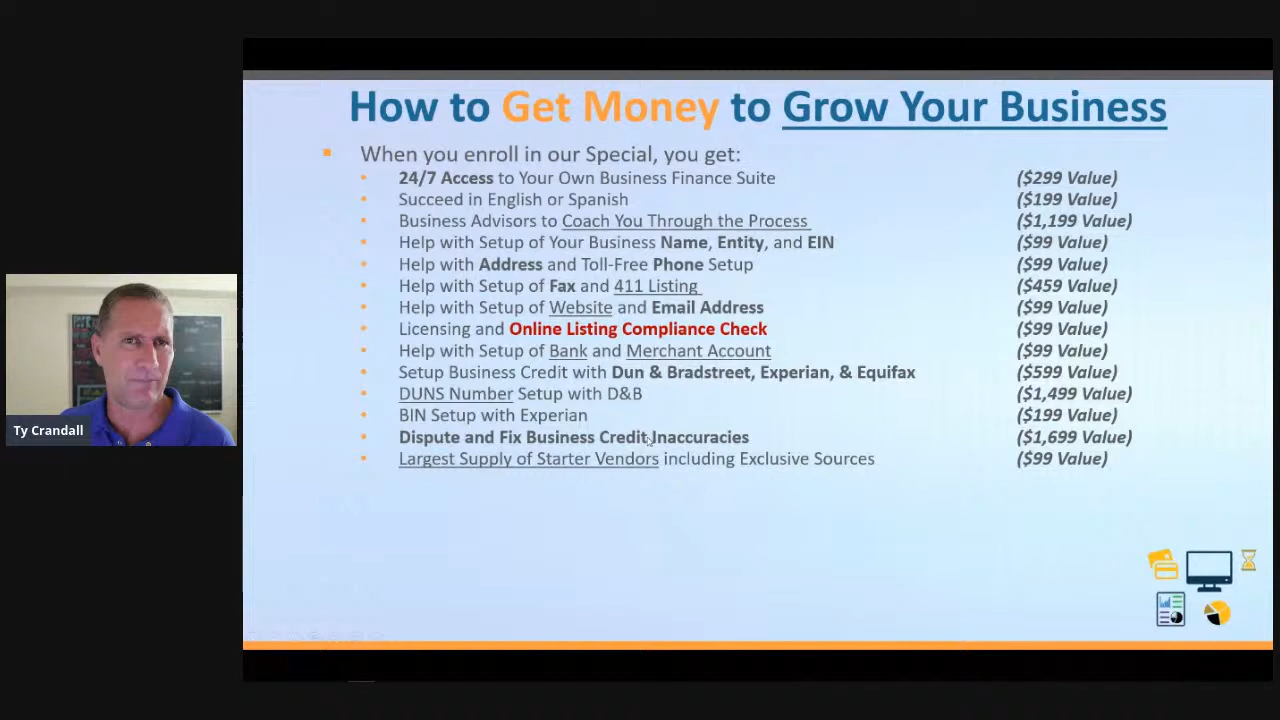 How to Get Money to Grow Your Business
When you enroll in our Special, you get:
24/7 Access to Your Own Business Finance Suite ($299 Value)
Succeed in English or Spanish ($199 Value)
Business Advisors to Coach You Through the Process ($1,199 Value)
Help with Setup of Your Business Name, Entity, and EIN ($99 Value)
Help with Address and Toll-Free Phone Setup ($99 Value)
Help with Setup of Fax and 411 Listing ($459 Value)
Help with Setup of Website and Email Address ($99 Value)
Licensing and Online Listing Compliance Check ($99 Value)
Help with Setup of Bank and Merchant Account ($99 Value)
Setup Business Credit with Dun & Bradstreet, Experian, & Equifax ($599 Value)
DUNS Number Setup with D&B ($1,499 Value)
BIN Setup with Experian ($199 Value)
Dispute and Fix Business Credit Inaccuracies ($1,699 Value)
Largest Supply of Starter Vendors including Exclusive Sources ($99 Value)
Ty Crandall